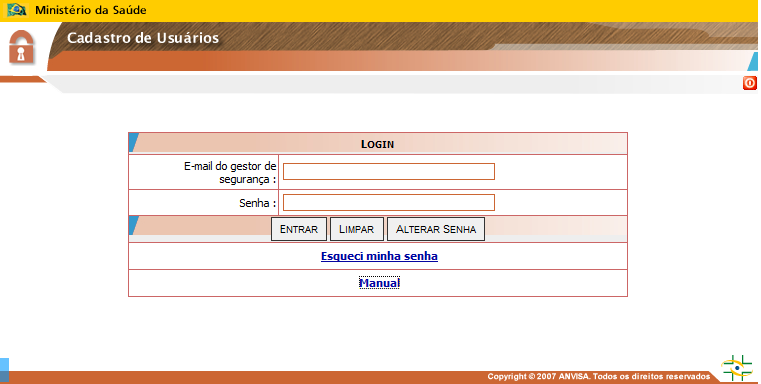 Ministério da Saúde
Cadastro de Usuários
LOGIN
E-mail do gestor de
segurança :
Senha :
ENTRAR LIMPAR ALTERAR SENHA
Esqueci minha senha
Manual
Copyright © 2007 ANVISA. Todos os direitos reservados